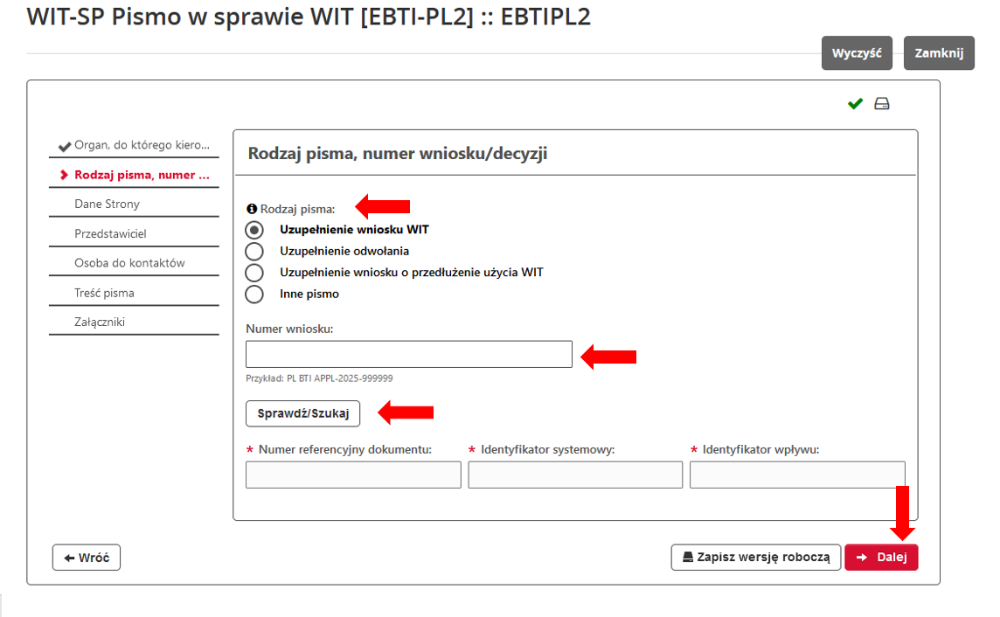 WIT-SP Pismo w sprawie WIT [EBTI-PL2] :: EBTIPL2
Wyczyść
Zamknij
Organ, do którego kiero...
Rodzaj pisma, numer ...
Dane Strony
Przedstawiciel
Osoba do kontaktów
Treść pisma
Załączniki
Rodzaj pisma, numer wniosku/decyzji
Rodzaj pisma:
Uzupełnienie wniosku WIT
Uzupełnienie odwołania
Uzupełnienie wniosku o przedłużenie użycia WIT
Inne pismo
Numer wniosku:
Przykład: PL BTI APPL-2025-999999
Sprawdź/Szukaj
* Numer referencyjny dokumentu:
* Identyfikator systemowy:
* Identyfikator wpływu:
Wróć
Zapisz wersję roboczą
Dalej